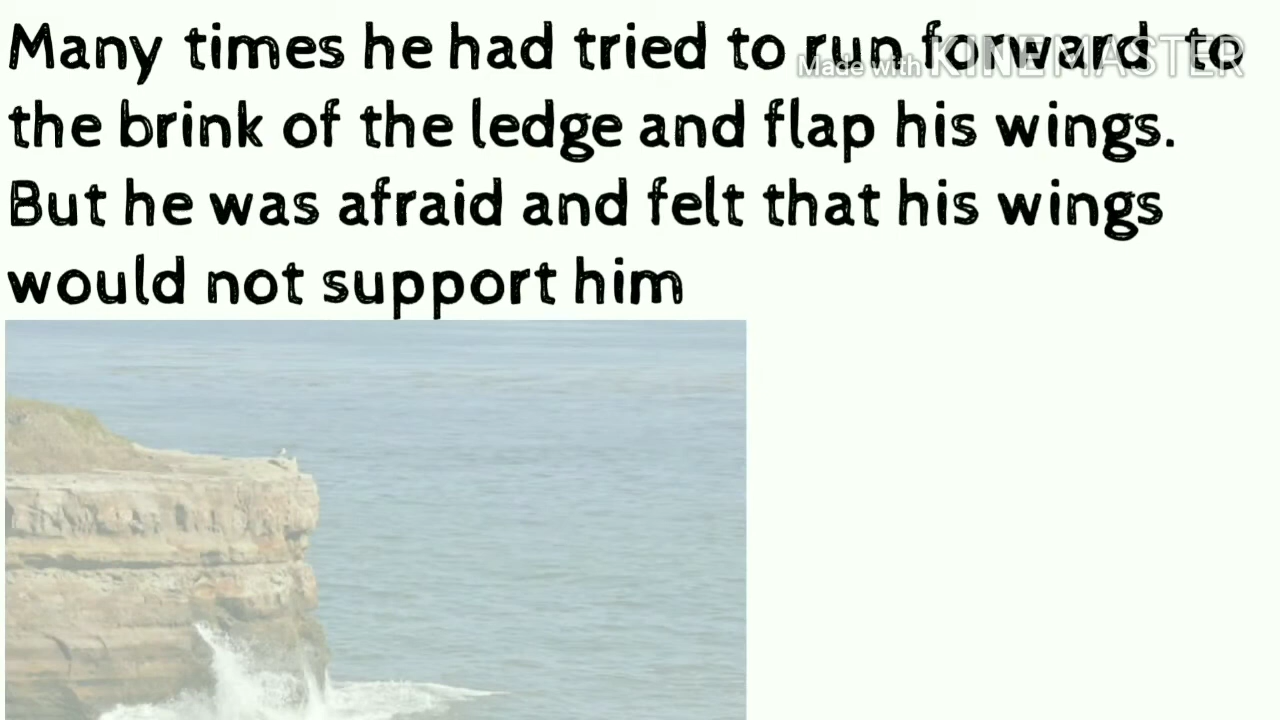 Many times he had tried to run forward to
Made with KINEMASTER
the brink of the ledge and flap his wings.
But he was afraid and felt that his wings
would not support him